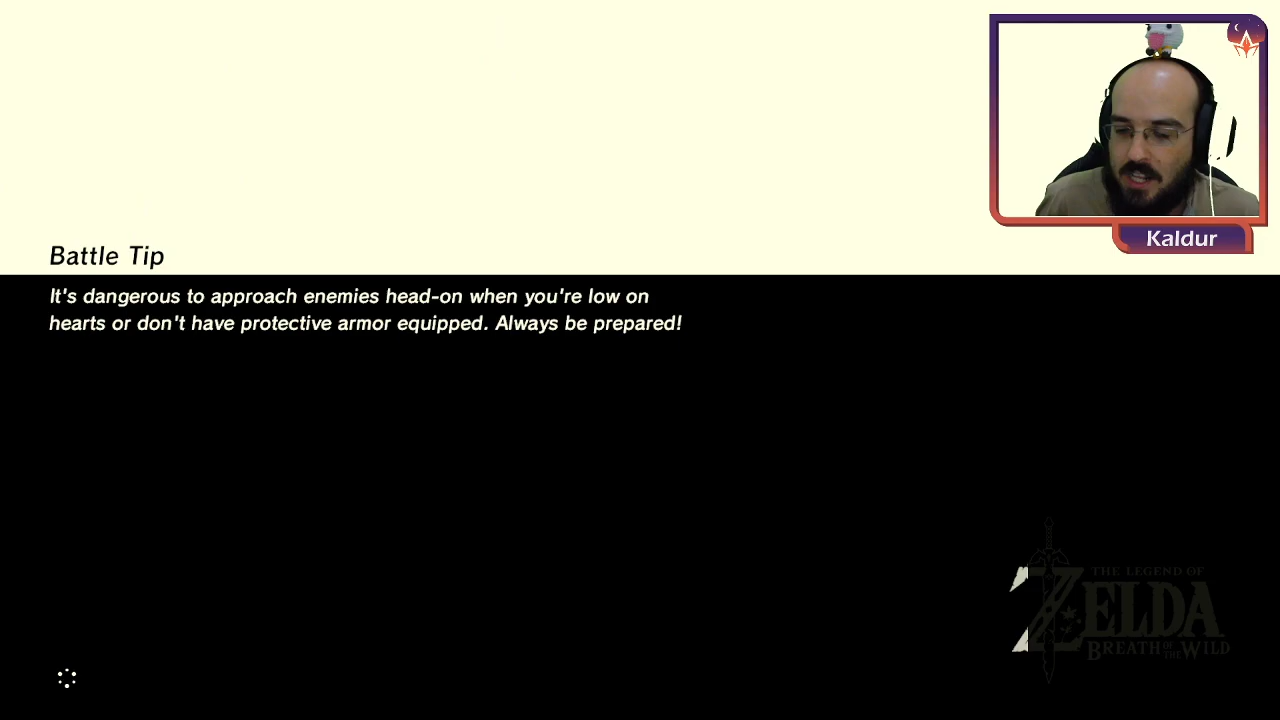 Kaldur
Battle Tip
It's dangerous to approach enemies head-on when you're low on
hearts or don't have protective armor equipped. Always be prepared!
THE LEGEND OF
ZELDA
BREATH OF THE WILD